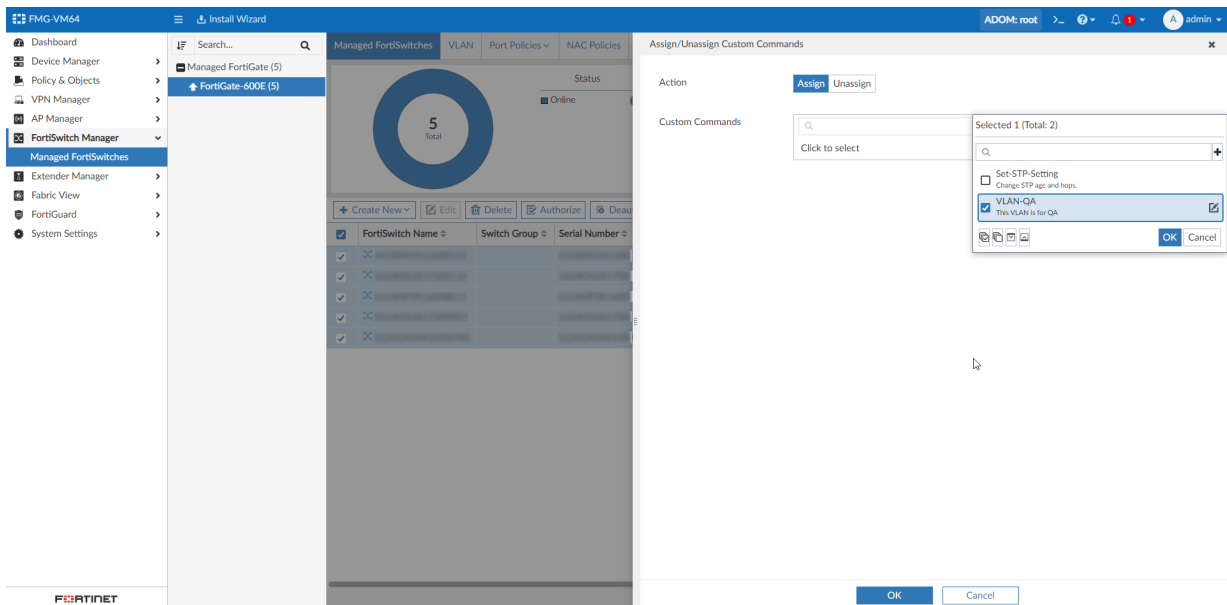 FMG-VM64
Install Wizard
ADOM: root
>_
1
A
admin
Dashboard
Device Manager
Policy & Objects
VPN Manager
AP Manager
FortiSwitch Manager
Managed FortiSwitches
Extender Manager
Fabric View
FortiGuard
System Settings
FORTINET
Search...
Managed FortiGate (5)
FortiGate-600E (5)
Managed FortiSwitches VLAN Port Policies NAC Policies
5
Total
Status
Online
Create New Edit Delete Authorize
FortiSwitch Name Switch Group Serial Number
Assign/Unassign Custom Commands
Action Assign Unassign
Custom Commands
Click to select
Selected 1 (Total: 2)
Set-STP-Setting
Change STP age and hops.
VLAN-QA
This VLAN is for QA
OK Cancel
OK Cancel